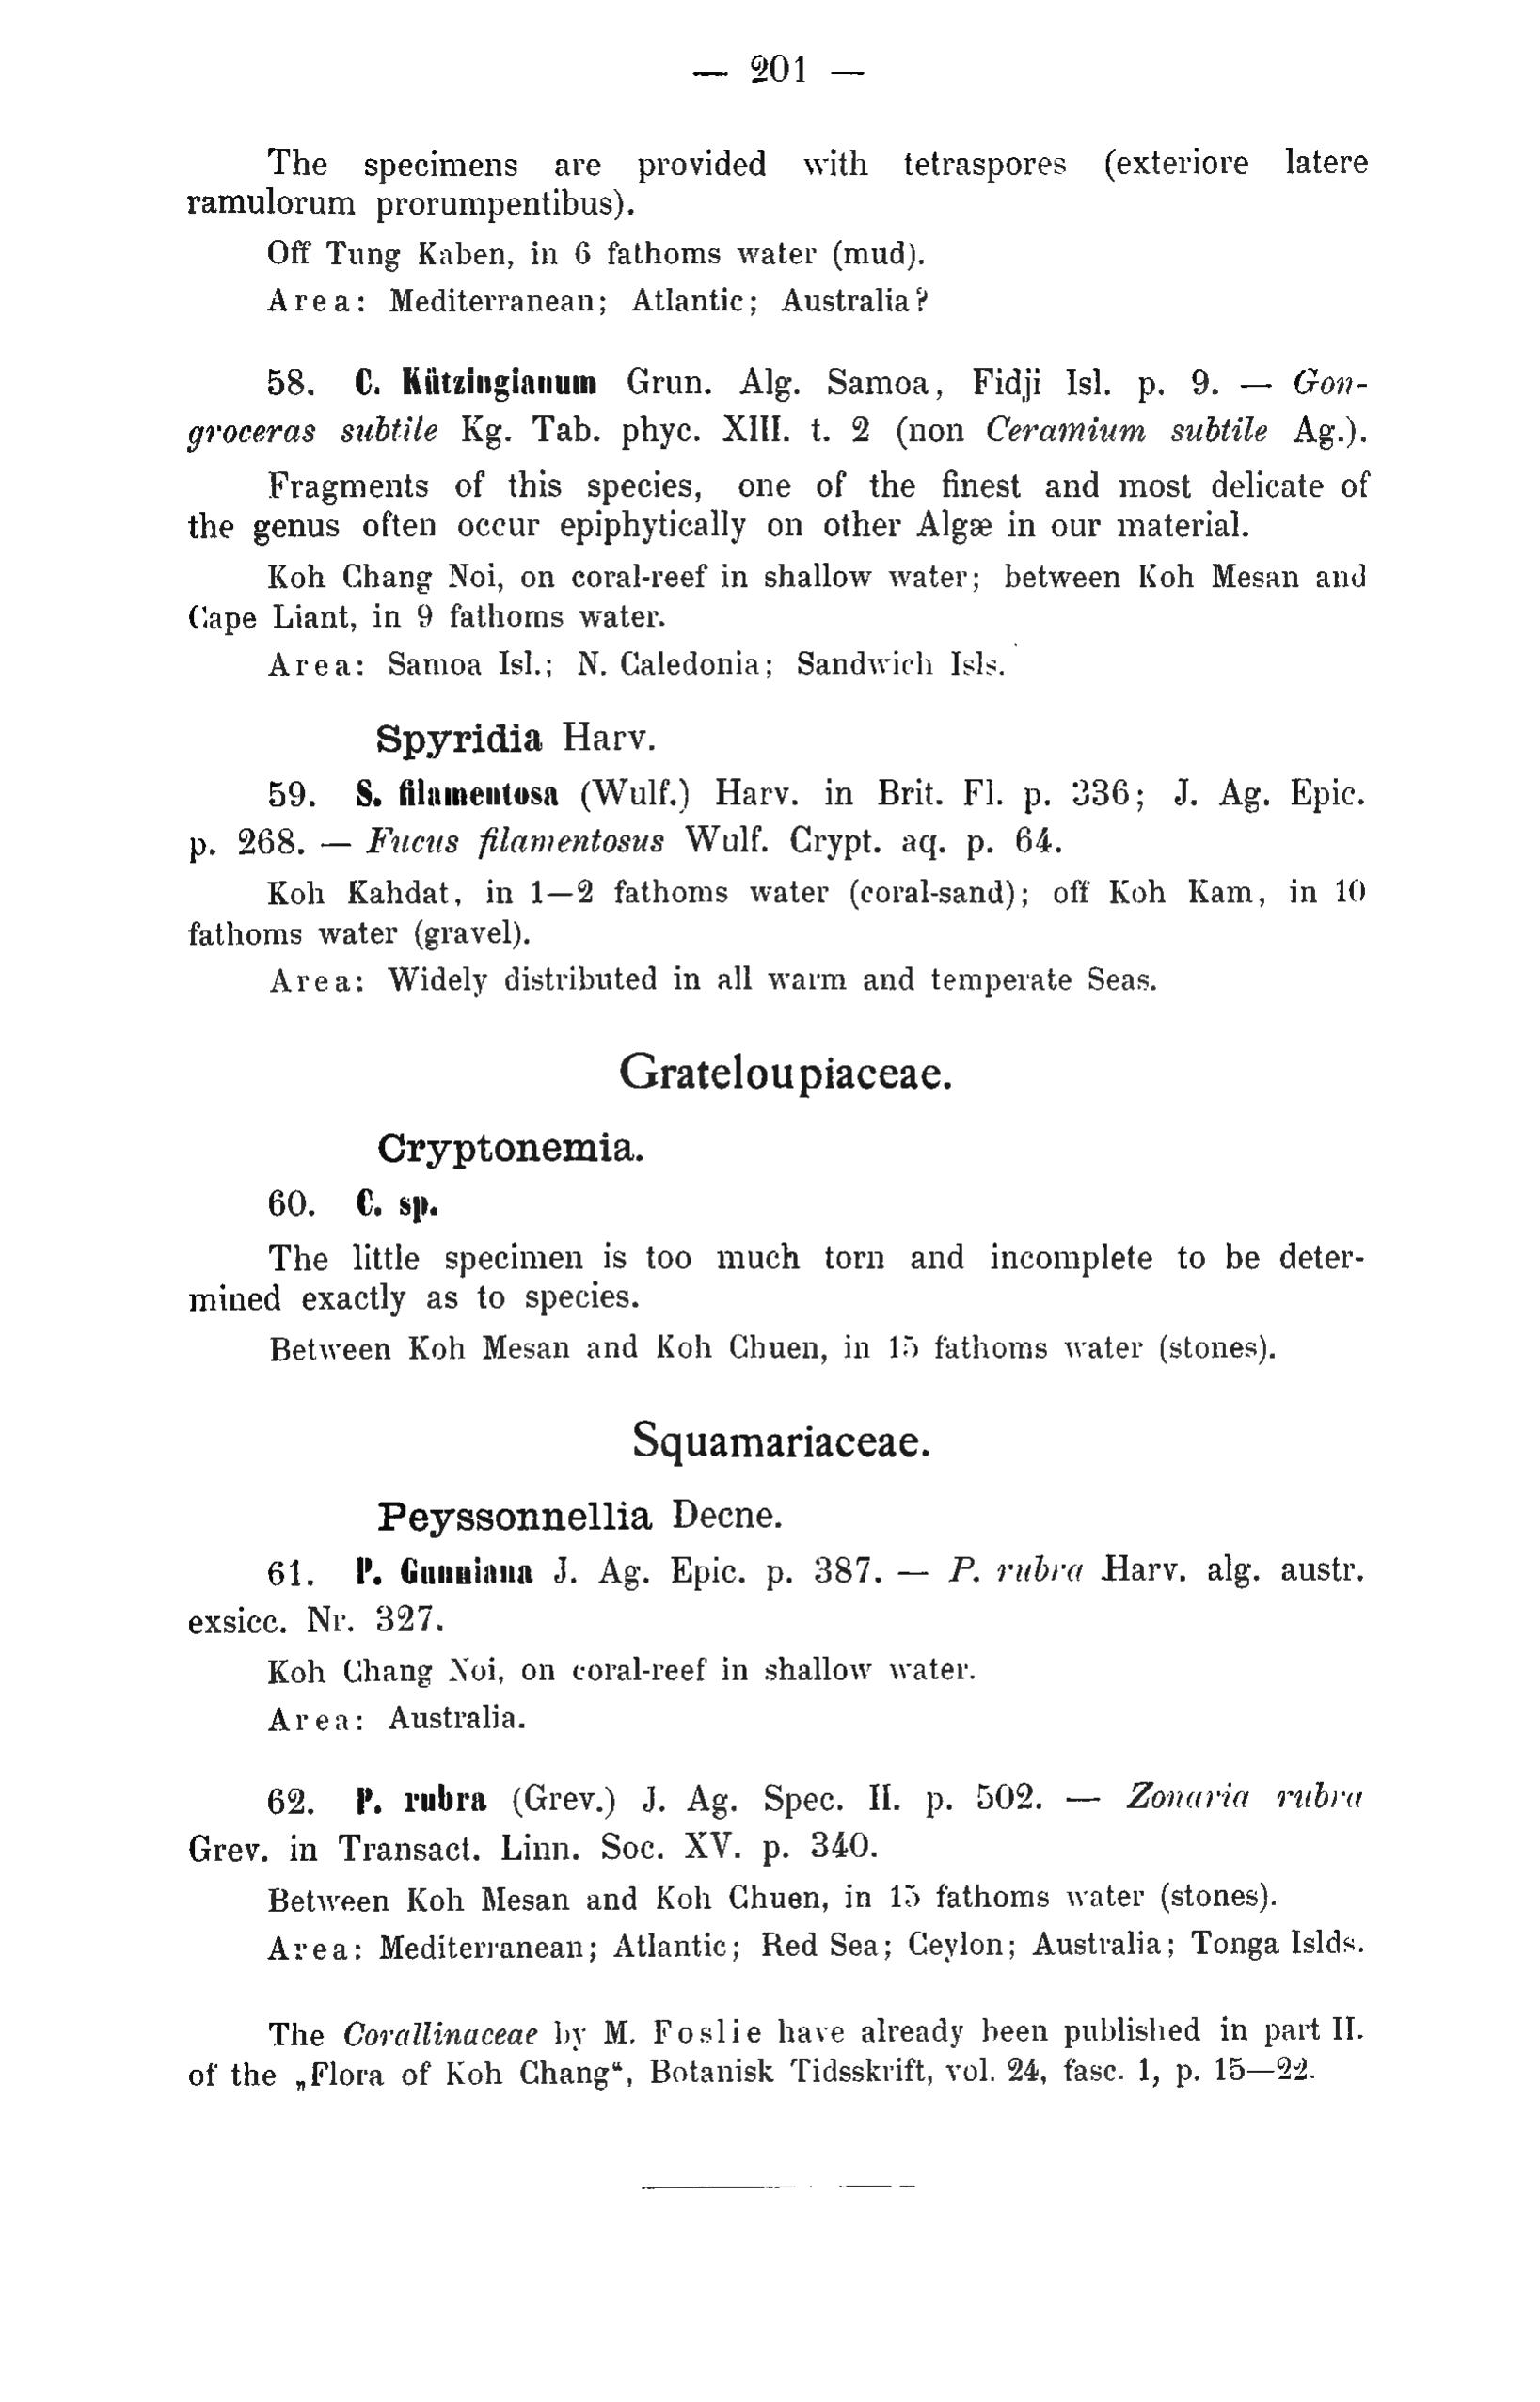 — 201 —
The specimens are provided with tetraspores (exteriore latere
ramulorum prorumpentibus).
Off Tung Kaben, in 6 fathoms water (mud).
Area: Mediterranean; Atlantic; Australia?
58. C. Kützingianum Grun. Alg. Samoa, Fidji Isl. p. 9. — Gon-
groceras subtile Kg. Tab. phyc. XIII. t. 2 (non Ceramium subtile Ag.).
Fragments of this species, one of the finest and most delicate of
the genus often occur epiphytically on other Algæ in our material.
Koh Chang Noi, on coral-reef in shallow water; between Koh Mesan and
Cape Liant, in 9 fathoms water.
Area: Samoa Isl.; N. Caledonia; Sandwich Isls.
Spyridia Harv.
59. S. filamentosa (Wulf.) Harv. in Brit. Fl. p. 336; J. Ag. Epic.
p. 268. — Fucus filamentosus Wulf. Crypt. aq. p. 64.
Koh Kahdat, in 1—2 fathoms water (coral-sand); off Koh Kam, in 10
fathoms water (gravel).
Area: Widely distributed in all warm and temperate Seas.
Grateloupiaceae.
Cryptonemia.
60. C. sp.
The little specimen is too much torn and incomplete to be deter-
mined exactly as to species.
Between Koh Mesan and Koh Chuen, in 15 fathoms water (stones).
Squamariaceae.
Peyssonnellia Decne.
61. P. Gunniana J. Ag. Epic. p. 387. — P. rubra Harv. alg. austr.
exsicc. Nr. 327.
Koh Chang Noi, on coral-reef in shallow water.
Area: Australia.
62. P. rubra (Grev.) J. Ag. Spec. II. p. 502. — Zonaria rubra
Grev. in Transact. Linn. Soc. XV. p. 340.
Between Koh Mesan and Koh Chuen, in 15 fathoms water (stones).
Area: Mediterranean; Atlantic; Red Sea; Ceylon; Australia; Tonga Islds.
The Corallinaceae by M. Foslie have already been published in part II.
of the „Flora of Koh Chang“, Botanisk Tidsskrift, vol. 24, fasc. 1, p. 15—22.